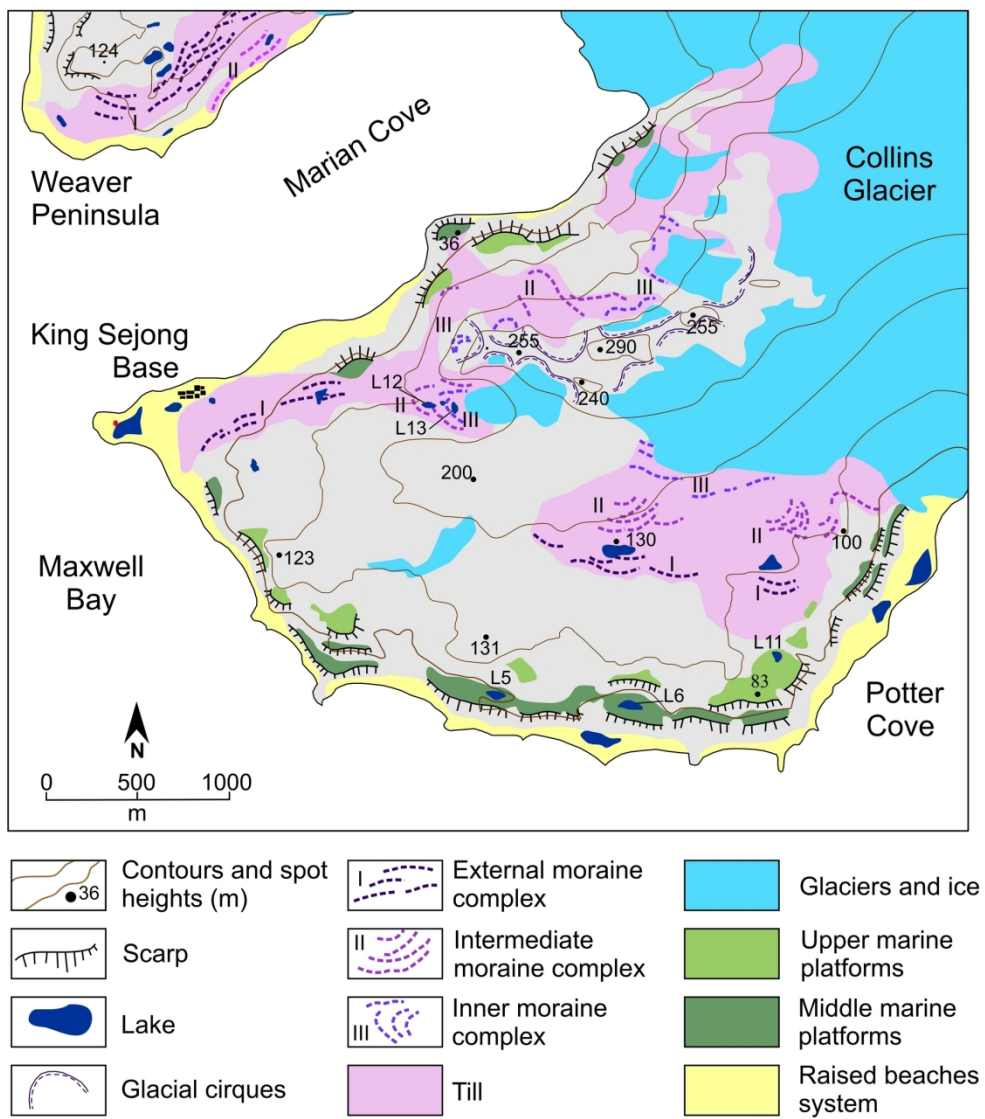 124
II
I
Weaver
Peninsula
Marian Cove
Collins
Glacier
36
II
III
255
III
255
290
240
King Sejong
Base
L12
I
II
III
L13
200
III
II
II
130
100
123
I
I
Maxwell
Bay
131
L11
L5
L6
83
Potter
Cove
N
0 500 1000
m
Contours and spot
heights (m)
36
Scarp
Lake
Glacial cirques
I
External moraine
complex
II
Intermediate
moraine complex
III
Inner moraine
complex
Till
Glaciers and ice
Upper marine
platforms
Middle marine
platforms
Raised beaches
system